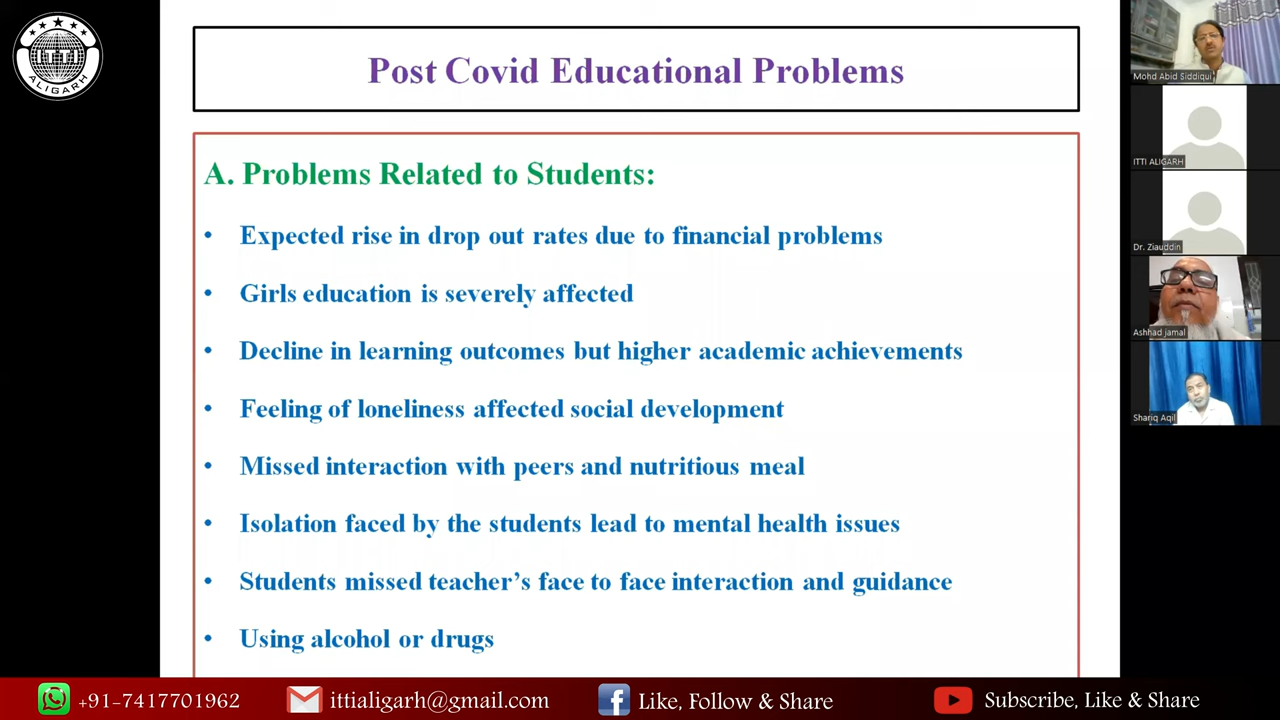 ITTI
ALIGARH
Post Covid Educational Problems
A. Problems Related to Students:
• Expected rise in drop out rates due to financial problems
• Girls education is severely affected
• Decline in learning outcomes but higher academic achievements
• Feeling of loneliness affected social development
• Missed interaction with peers and nutritious meal
• Isolation faced by the students lead to mental health issues
• Students missed teacher’s face to face interaction and guidance
• Using alcohol or drugs
Mohd Abid Siddiqui
ITTI ALIGARH
Dr. Ziauddin
Ashhad jamal
Shariq Aqil
+91-7417701962
ittialigarh@gmail.com
Like, Follow & Share
Subscribe, Like & Share